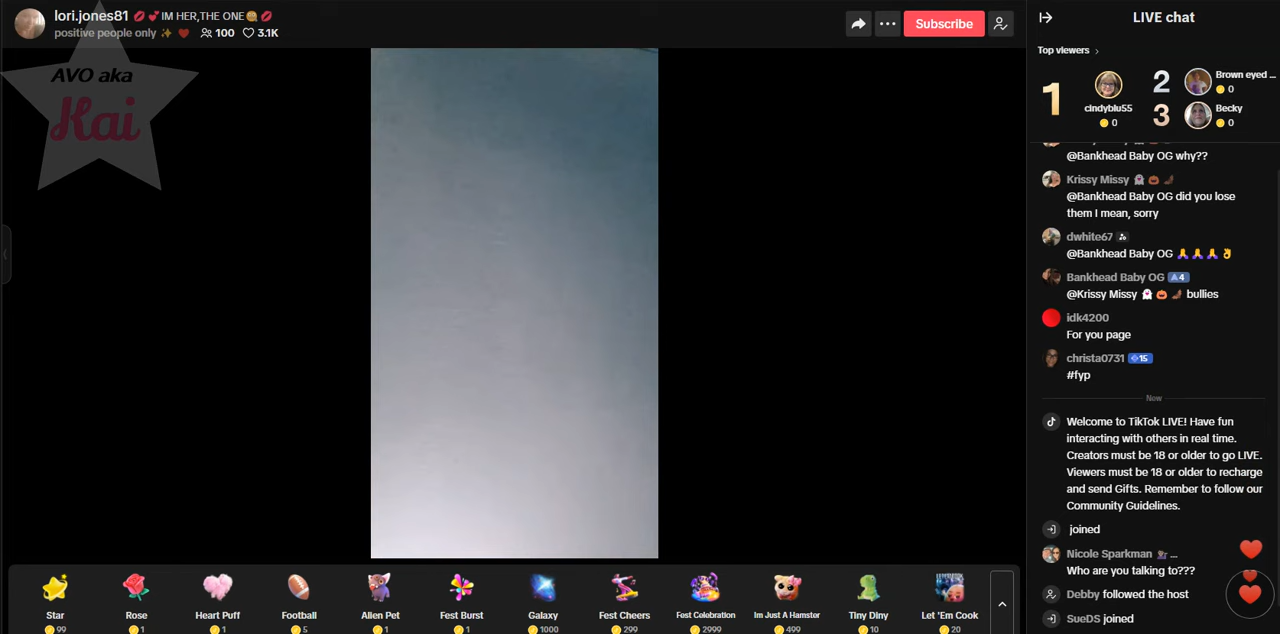 lori.jones81 💋💕IM HER,THE ONE🍪💋
positive people only ✨ ♥️ 100 3.1K
Subscribe
AVO aka
Kai
LIVE chat
Top viewers
1
cindyblu55
0
2
Brown eyed ...
0
3
Becky
0
@Bankhead Baby OG why??
Krissy Missy 👻 🎃 🍂
@Bankhead Baby OG did you lose
them I mean, sorry
dwhite67
@Bankhead Baby OG 🙏 🙏 🙏 👌
Bankhead Baby OG 4
@Krissy Missy 👻 🎃 🍂 bullies
idk4200
For you page
christa0731 15
#fyp
Now
Welcome to TikTok LIVE! Have fun
interacting with others in real time.
Creators must be 18 or older to go LIVE.
Viewers must be 18 or older to recharge
and send Gifts. Remember to follow our
Community Guidelines.
joined
Nicole Sparkman ...
Who are you talking to???
Debby followed the host
SueDS joined
Star Rose Heart Puff Football Alien Pet Fest Burst Galaxy Fest Cheers Fest Celebration Im Just A Hamster Tiny Diny Let 'Em Cook
99 1 1 5 1 1 1000 299 2999 499 10 20